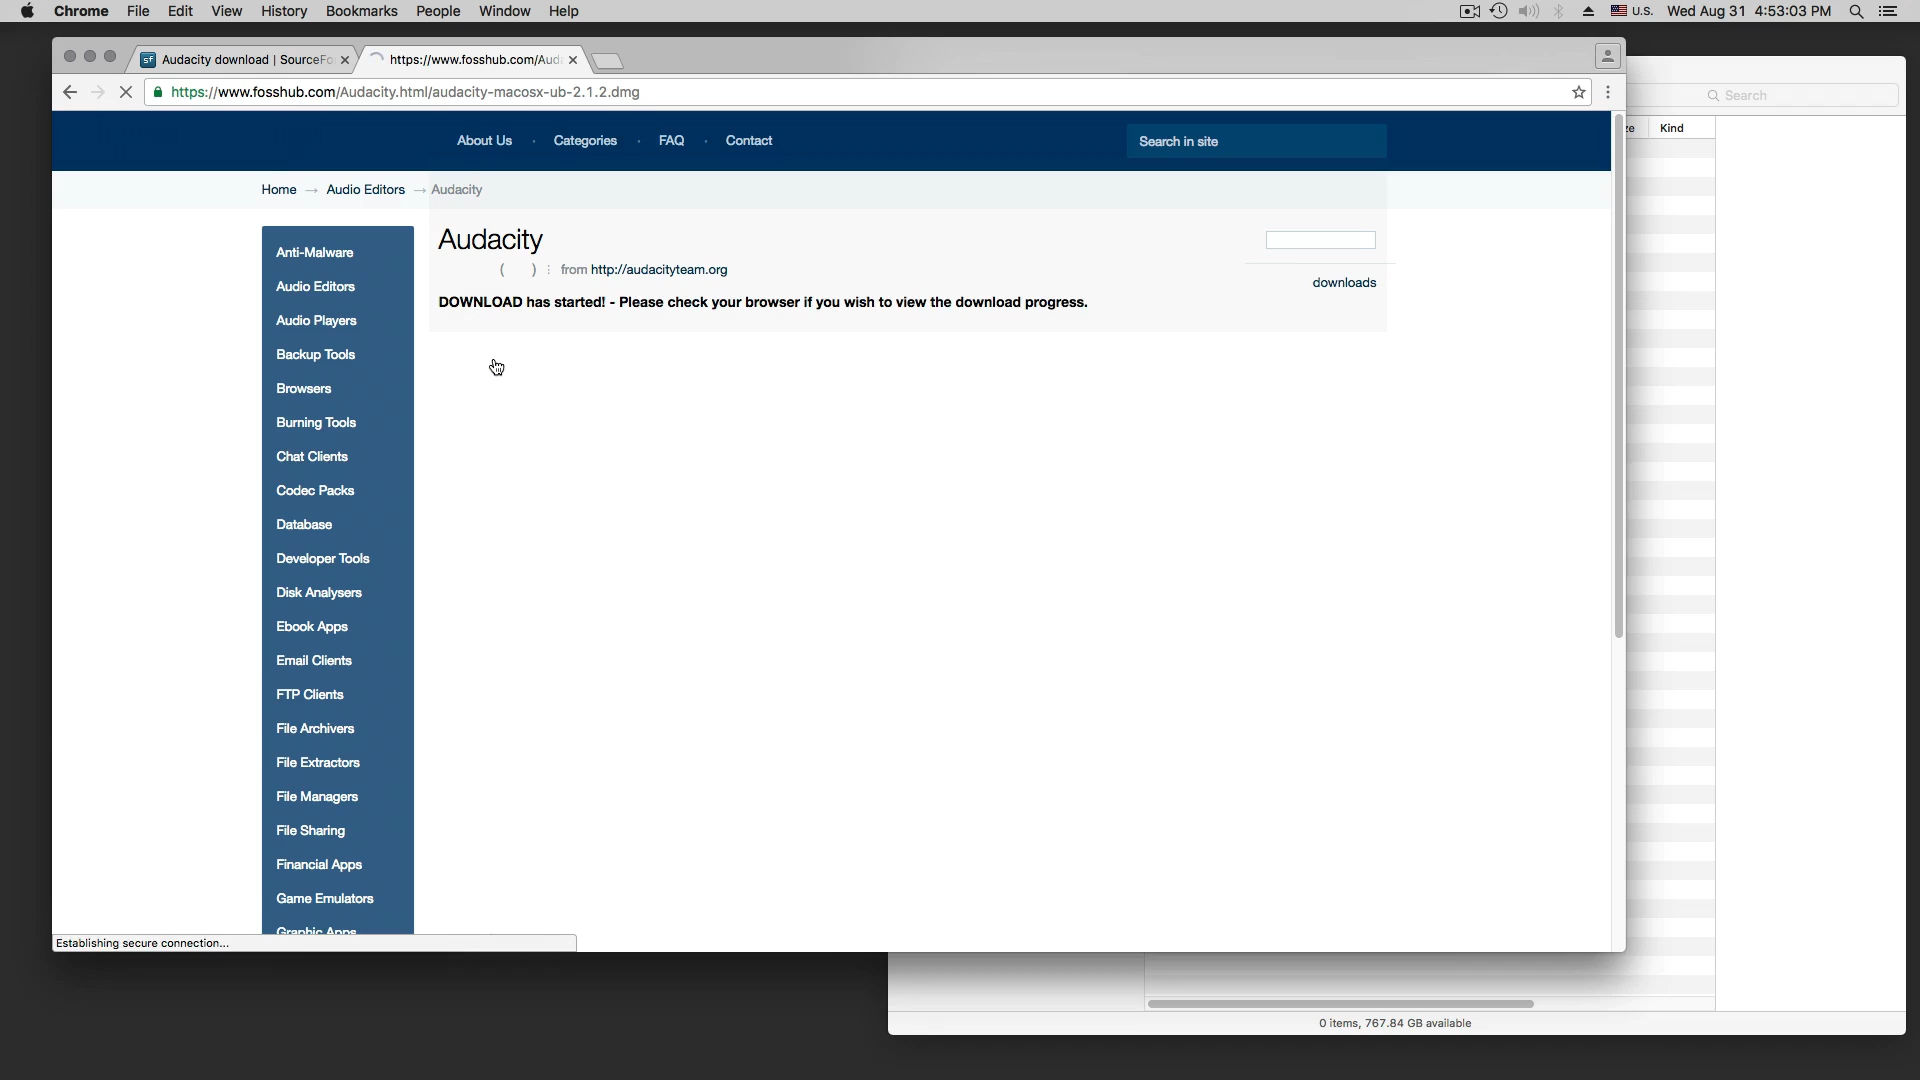 Chrome File Edit View History Bookmarks People Window Help U.S. Wed Aug 31 4:53:03 PM
Audacity download | SourceFo https://www.fosshub.com/Aud
https://www.fosshub.com/Audacity.html/audacity-macosx-ub-2.1.2.dmg
Search
ze Kind
About Us · Categories · FAQ · Contact
Search in site
Home → Audio Editors → Audacity
Audacity
( ) ⋮ from http://audacityteam.org
downloads
DOWNLOAD has started! - Please check your browser if you wish to view the download progress.
Anti-Malware
Audio Editors
Audio Players
Backup Tools
Browsers
Burning Tools
Chat Clients
Codec Packs
Database
Developer Tools
Disk Analysers
Ebook Apps
Email Clients
FTP Clients
File Archivers
File Extractors
File Managers
File Sharing
Financial Apps
Game Emulators
Graphic Apps
Establishing secure connection...
0 items, 767.84 GB available